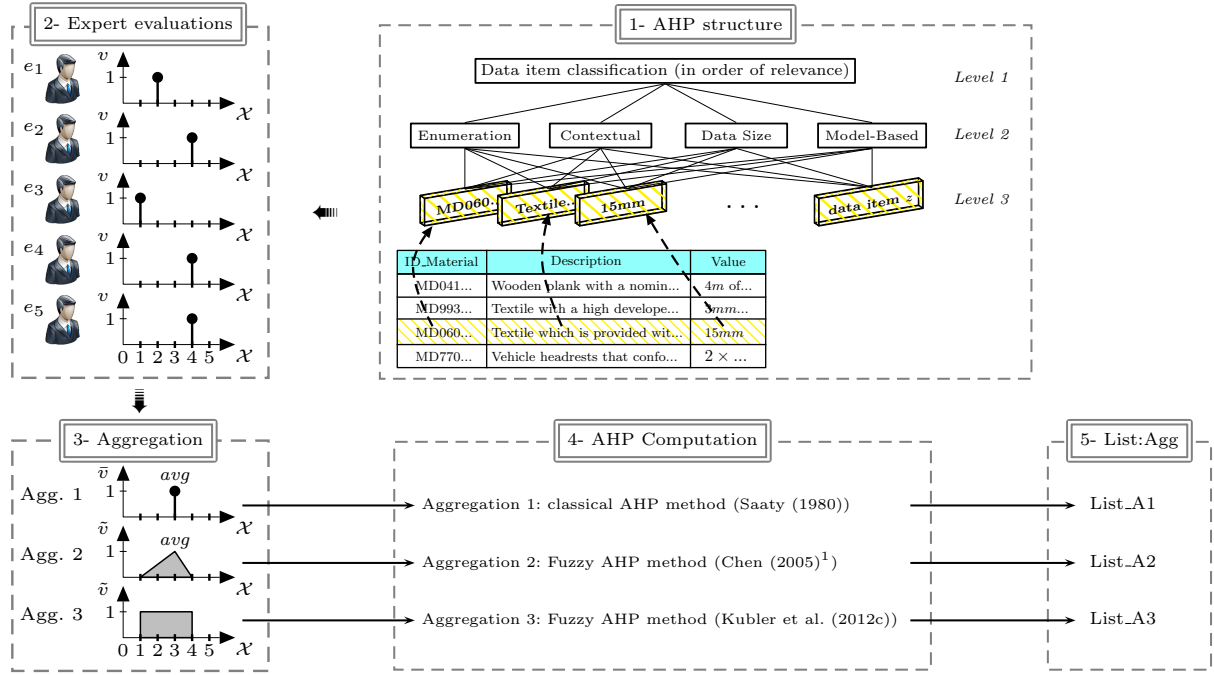 2- Expert evaluations
e1
v
1
𝒳
e2
v
1
𝒳
e3
v
1
𝒳
e4
v
1
𝒳
e5
v
1
0 1 2 3 4 5 𝒳
1- AHP structure
Data item classification (in order of relevance)
Level 1
Enumeration Contextual Data Size Model-Based
Level 2
MD060.. Textile.. 15mm · · · data item z
Level 3
ID_Material Description Value
MD041... Wooden plank with a nomin... 4m of...
MD993... Textile with a high develope... 3mm...
MD060... Textile which is provided wit... 15mm
MD770... Vehicle headrests that confo... 2 × ...
3- Aggregation
Agg. 1
v̄
1
avg
𝒳
Agg. 2
ṽ
1
avg
𝒳
Agg. 3
ṽ
1
0 1 2 3 4 5 𝒳
4- AHP Computation
Aggregation 1: classical AHP method (Saaty (1980))
Aggregation 2: Fuzzy AHP method (Chen (2005)¹)
Aggregation 3: Fuzzy AHP method (Kubler et al. (2012c))
5- List:Agg
List_A1
List_A2
List_A3